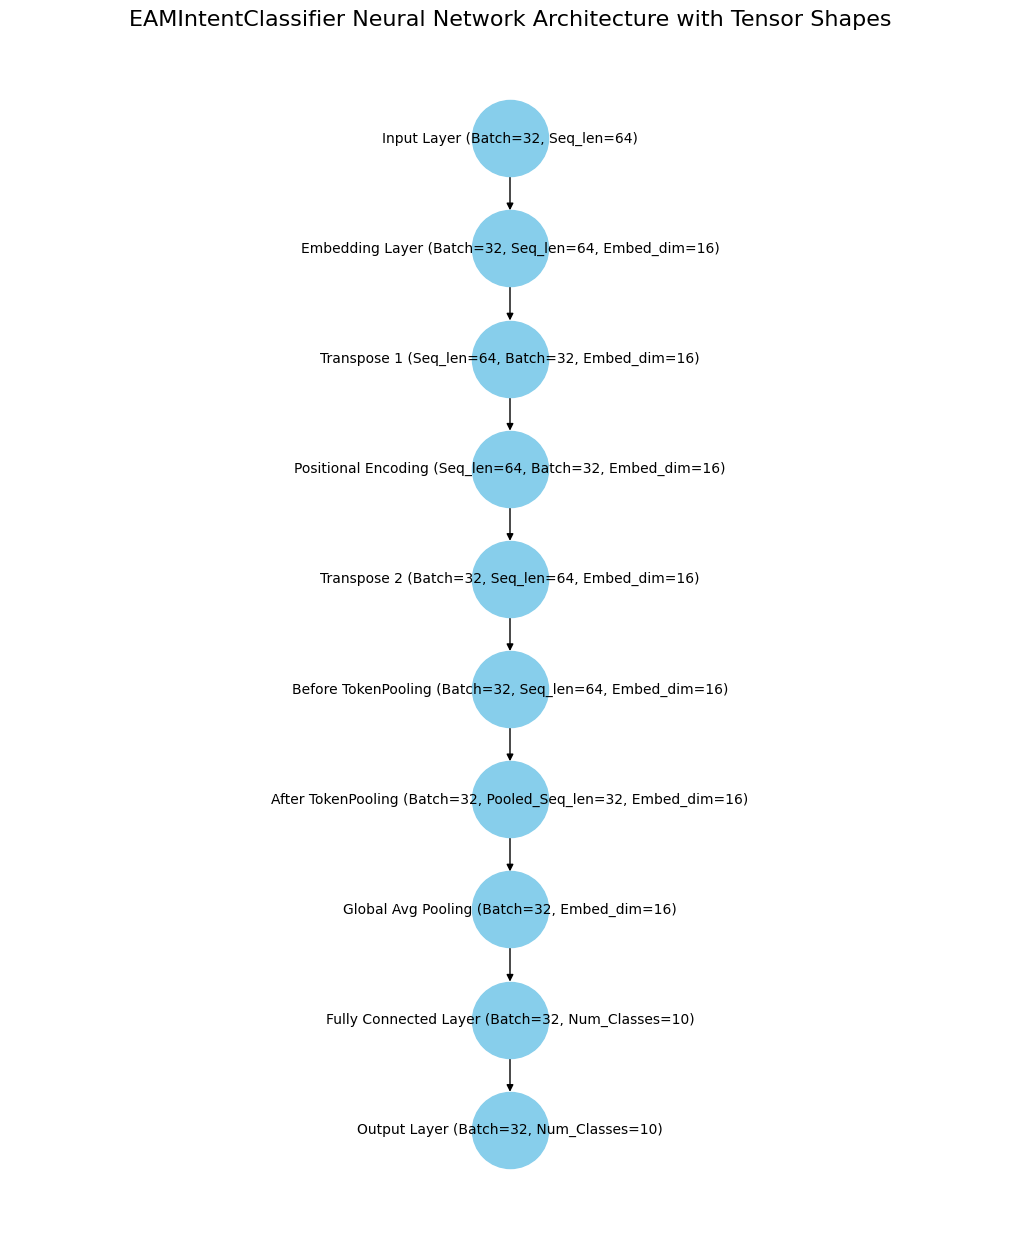 EAMIntentClassifier Neural Network Architecture with Tensor Shapes
Input Layer (Batch=32, Seq_len=64)
Embedding Layer (Batch=32, Seq_len=64, Embed_dim=16)
Transpose 1 (Seq_len=64, Batch=32, Embed_dim=16)
Positional Encoding (Seq_len=64, Batch=32, Embed_dim=16)
Transpose 2 (Batch=32, Seq_len=64, Embed_dim=16)
Before TokenPooling (Batch=32, Seq_len=64, Embed_dim=16)
After TokenPooling (Batch=32, Pooled_Seq_len=32, Embed_dim=16)
Global Avg Pooling (Batch=32, Embed_dim=16)
Fully Connected Layer (Batch=32, Num_Classes=10)
Output Layer (Batch=32, Num_Classes=10)